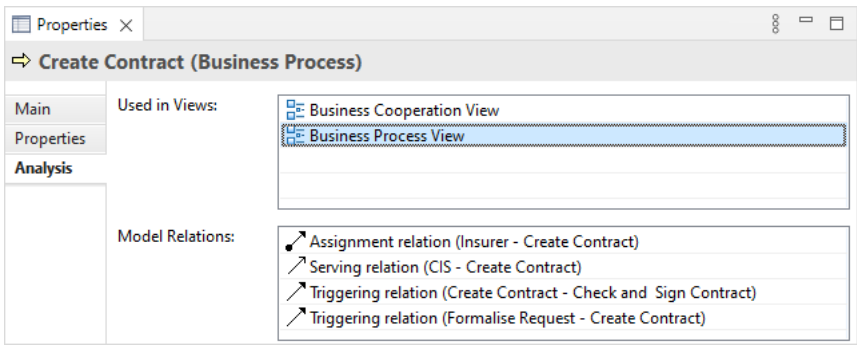 Properties
Create Contract (Business Process)
Main
Properties
Analysis
Used in Views:
Business Cooperation View
Business Process View
Model Relations:
Assignment relation (Insurer - Create Contract)
Serving relation (CIS - Create Contract)
Triggering relation (Create Contract - Check and  Sign Contract)
Triggering relation (Formalise Request - Create Contract)